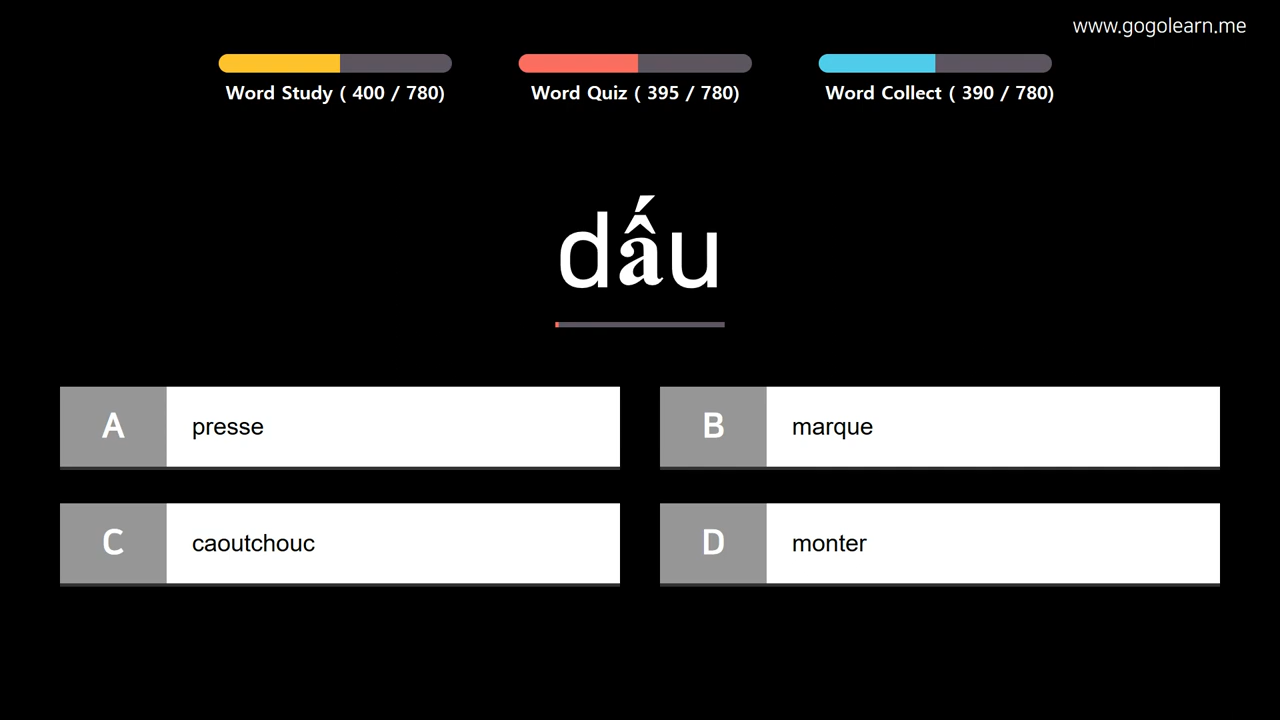 www.gogolearn.me
Word Study ( 400 / 780)
Word Quiz ( 395 / 780)
Word Collect ( 390 / 780)
dấu
A presse
B marque
C caoutchouc
D monter